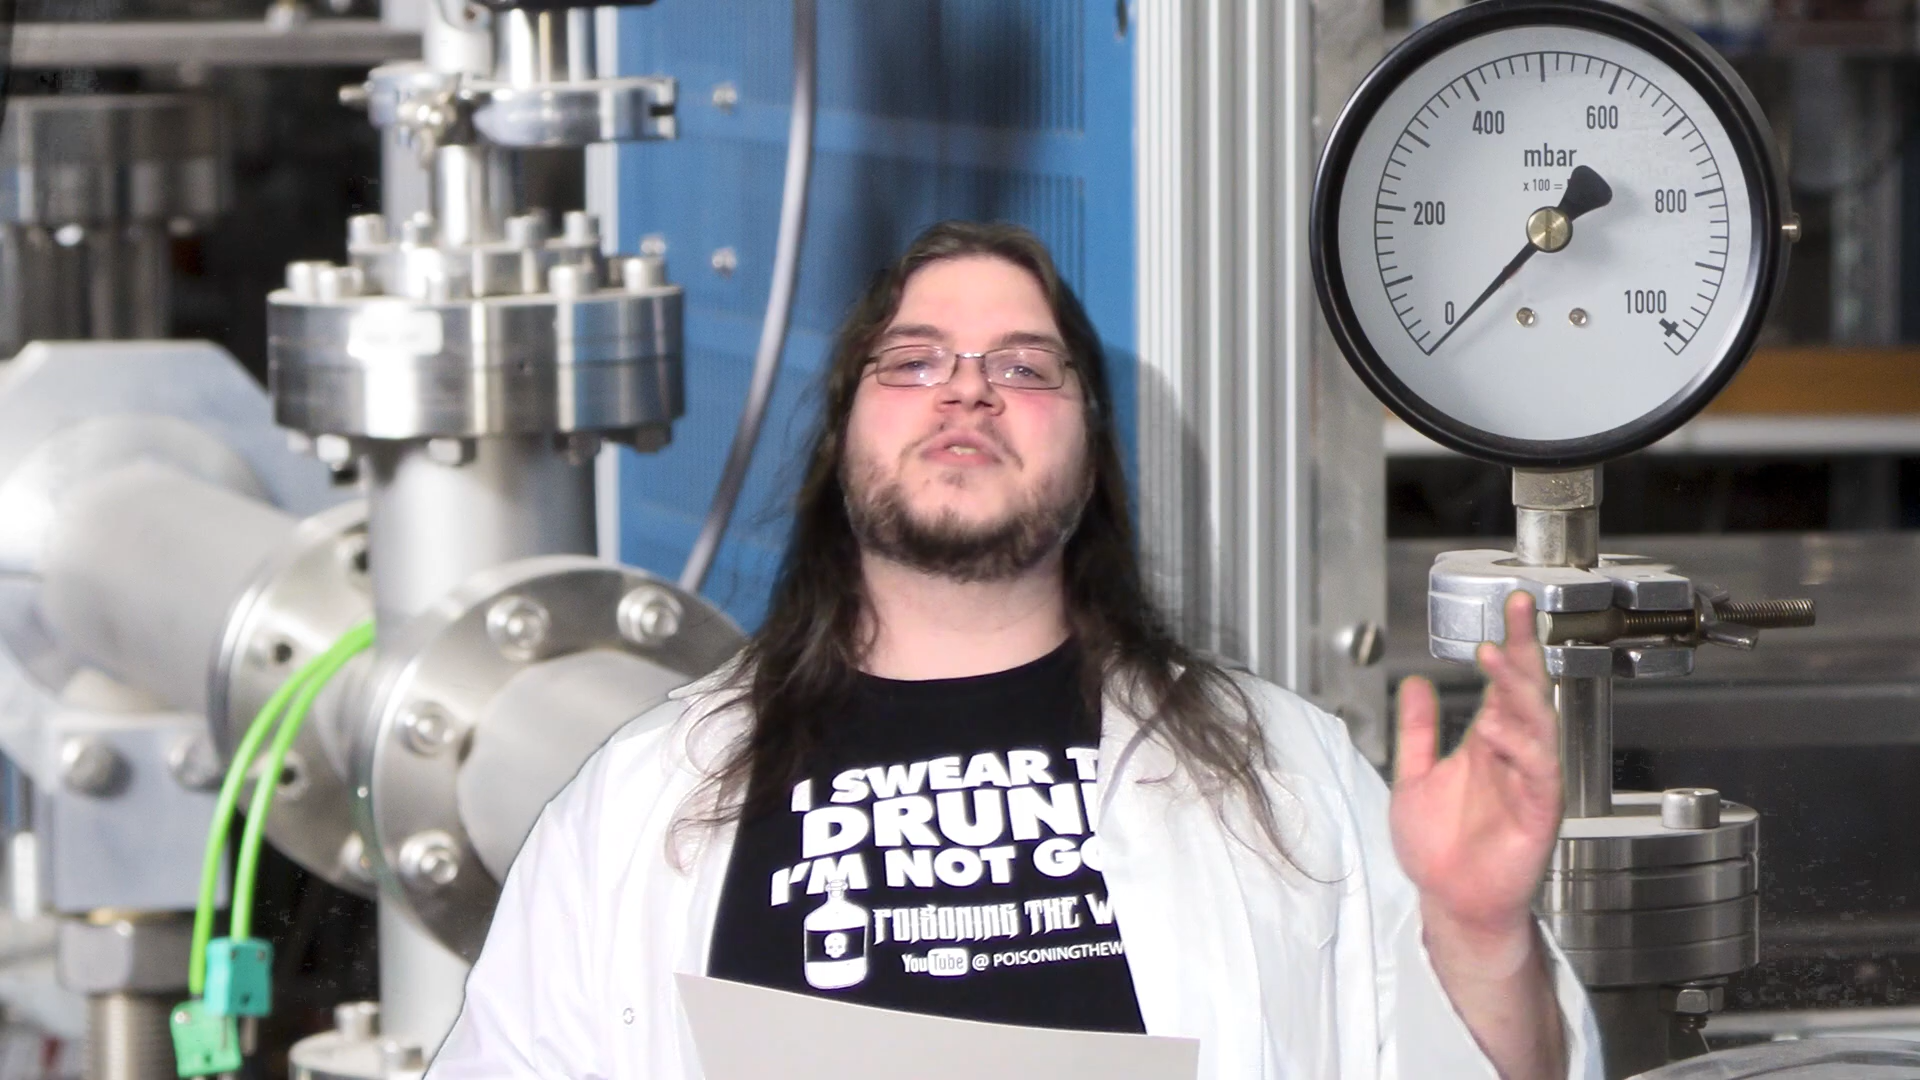 400
600
mbar
x 100 =
200
800
0
1000
I SWEAR T
DRUN
I'M NOT GO
POISONING THE W
YouTube @ POISONINGTHEW